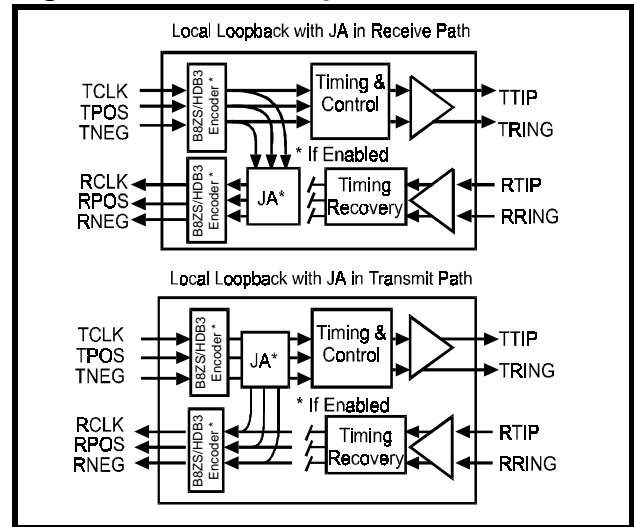 Local Loopback with JA in Receive Path
TCLK
TPOS
TNEG
B8ZS/HDB3
Encoder *
Timing &
Control
TTIP
TRING
* If Enabled
RCLK
RPOS
RNEG
B8ZS/HDB3
Encoder *
JA*
Timing
Recovery
RTIP
RRING
Local Loopback with JA in Transmit Path
TCLK
TPOS
TNEG
B8ZS/HDB3
Encoder *
JA*
Timing &
Control
TTIP
TRING
* If Enabled
RCLK
RPOS
RNEG
B8ZS/HDB3
Encoder *
Timing
Recovery
RTIP
RRING